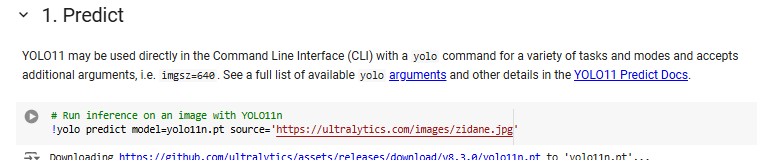 1. Predict
YOLO11 may be used directly in the Command Line Interface (CLI) with a yolo command for a variety of tasks and modes and accepts
additional arguments, i.e. imgsz=640. See a full list of available yolo arguments and other details in the YOLO11 Predict Docs.
# Run inference on an image with YOLO11n
!yolo predict model=yolo11n.pt source='https://ultralytics.com/images/zidane.jpg'
Downloading https://github.com/ultralytics/assets/releases/download/v8.3.0/yolo11n.pt to 'yolo11n.pt'...